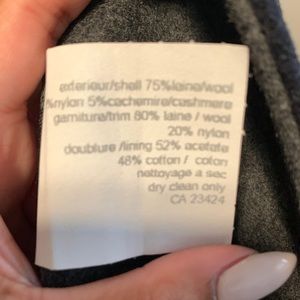 exterieur/shell 75%laine/wool
%nylon 5%cachemire/cashmere
garniture/trim 80% laine / wool
20% nylon
doublure /lining 52% acetate
48% cotton / coton
nettoyage a sec
dry clean only
CA 23424